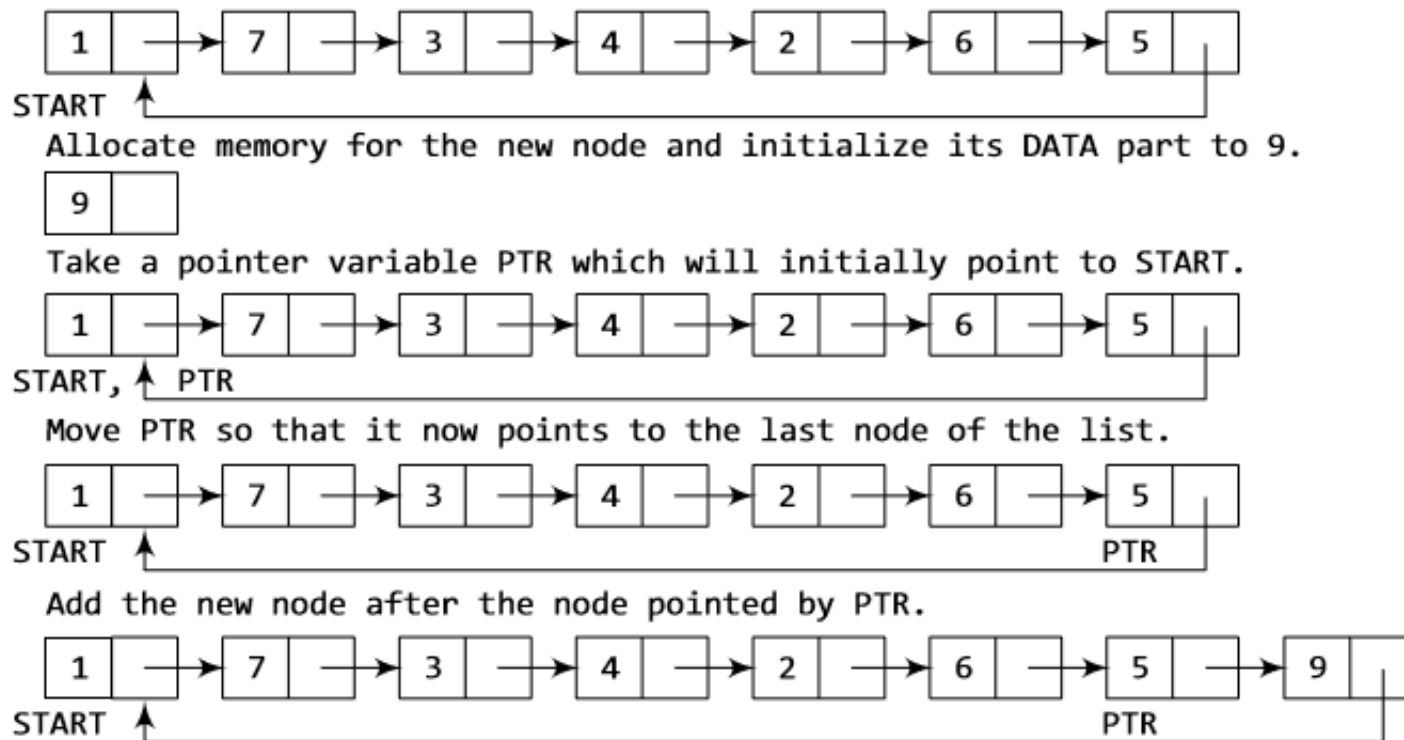 1 7 3 4 2 6 5
START
Allocate memory for the new node and initialize its DATA part to 9.
9
Take a pointer variable PTR which will initially point to START.
1 7 3 4 2 6 5
START, PTR
Move PTR so that it now points to the last node of the list.
1 7 3 4 2 6 5
START PTR
Add the new node after the node pointed by PTR.
1 7 3 4 2 6 5 9
START PTR